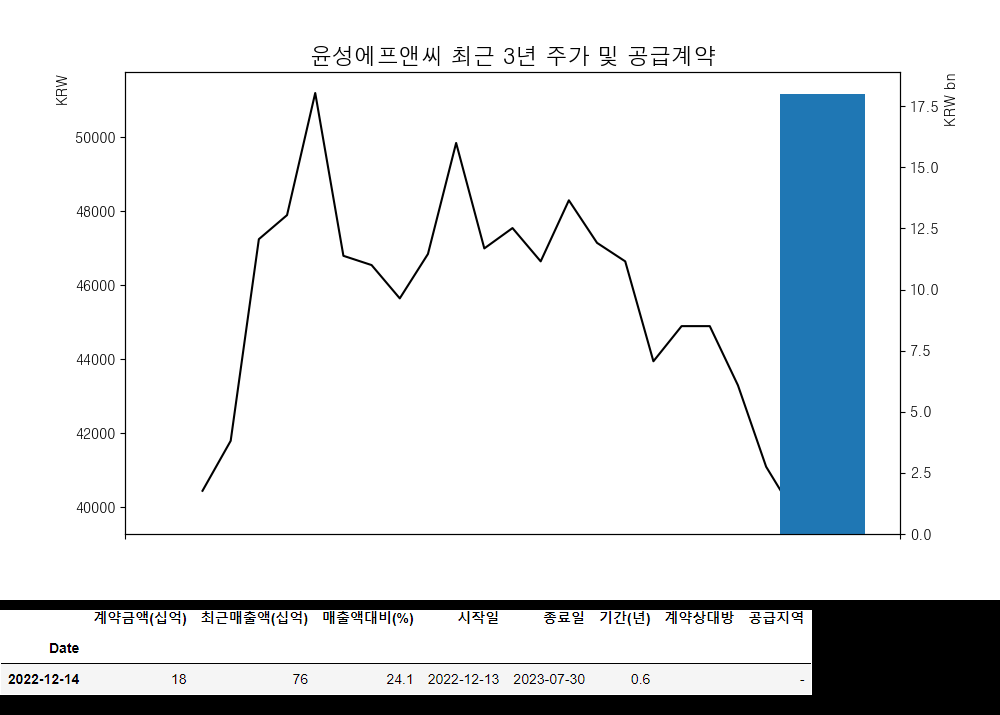 윤성에프앤씨 최근 3년 주가 및 공급계약
KRW
KRW bn
50000
48000
46000
44000
42000
40000
17.5
15.0
12.5
10.0
7.5
5.0
2.5
0.0
계약금액(십억) 최근매출액(십억) 매출액대비(%) 시작일 종료일 기간(년) 계약상대방 공급지역
Date
2022-12-14 18 76 24.1 2022-12-13 2023-07-30 0.6 -